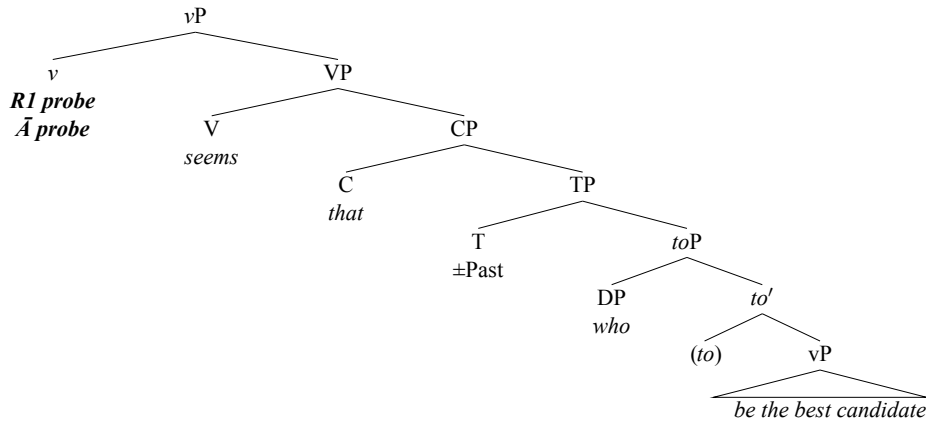 vP
v VP
R1 probe
Ā probe V CP
seems
C TP
that
T toP
±Past
DP to′
who
(to) vP
be the best candidate